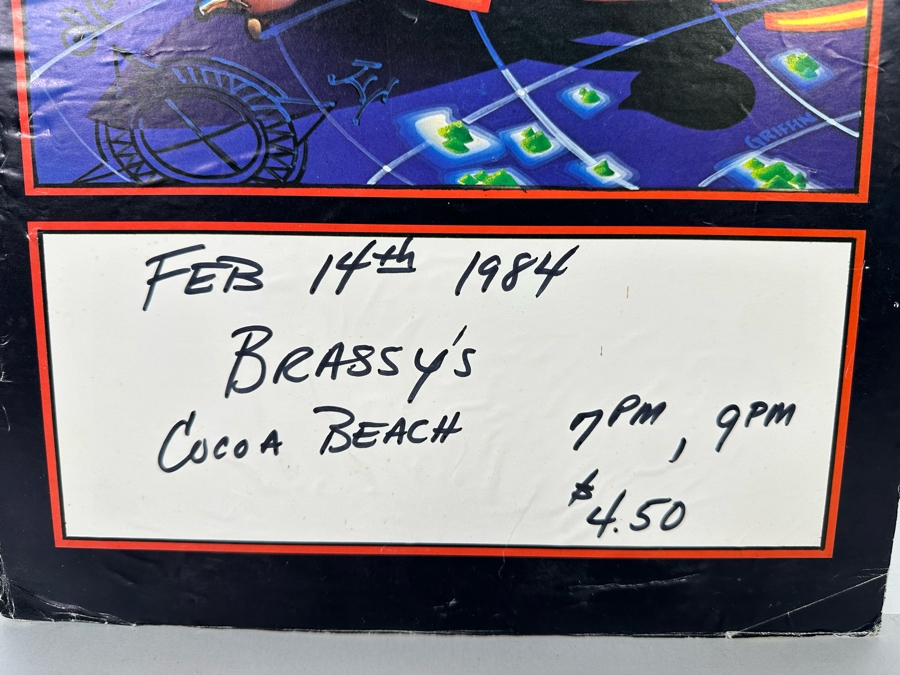 GRIFFIN
FEB 14th 1984
BRASSY'S
COCOA BEACH
7PM, 9PM
$4.50